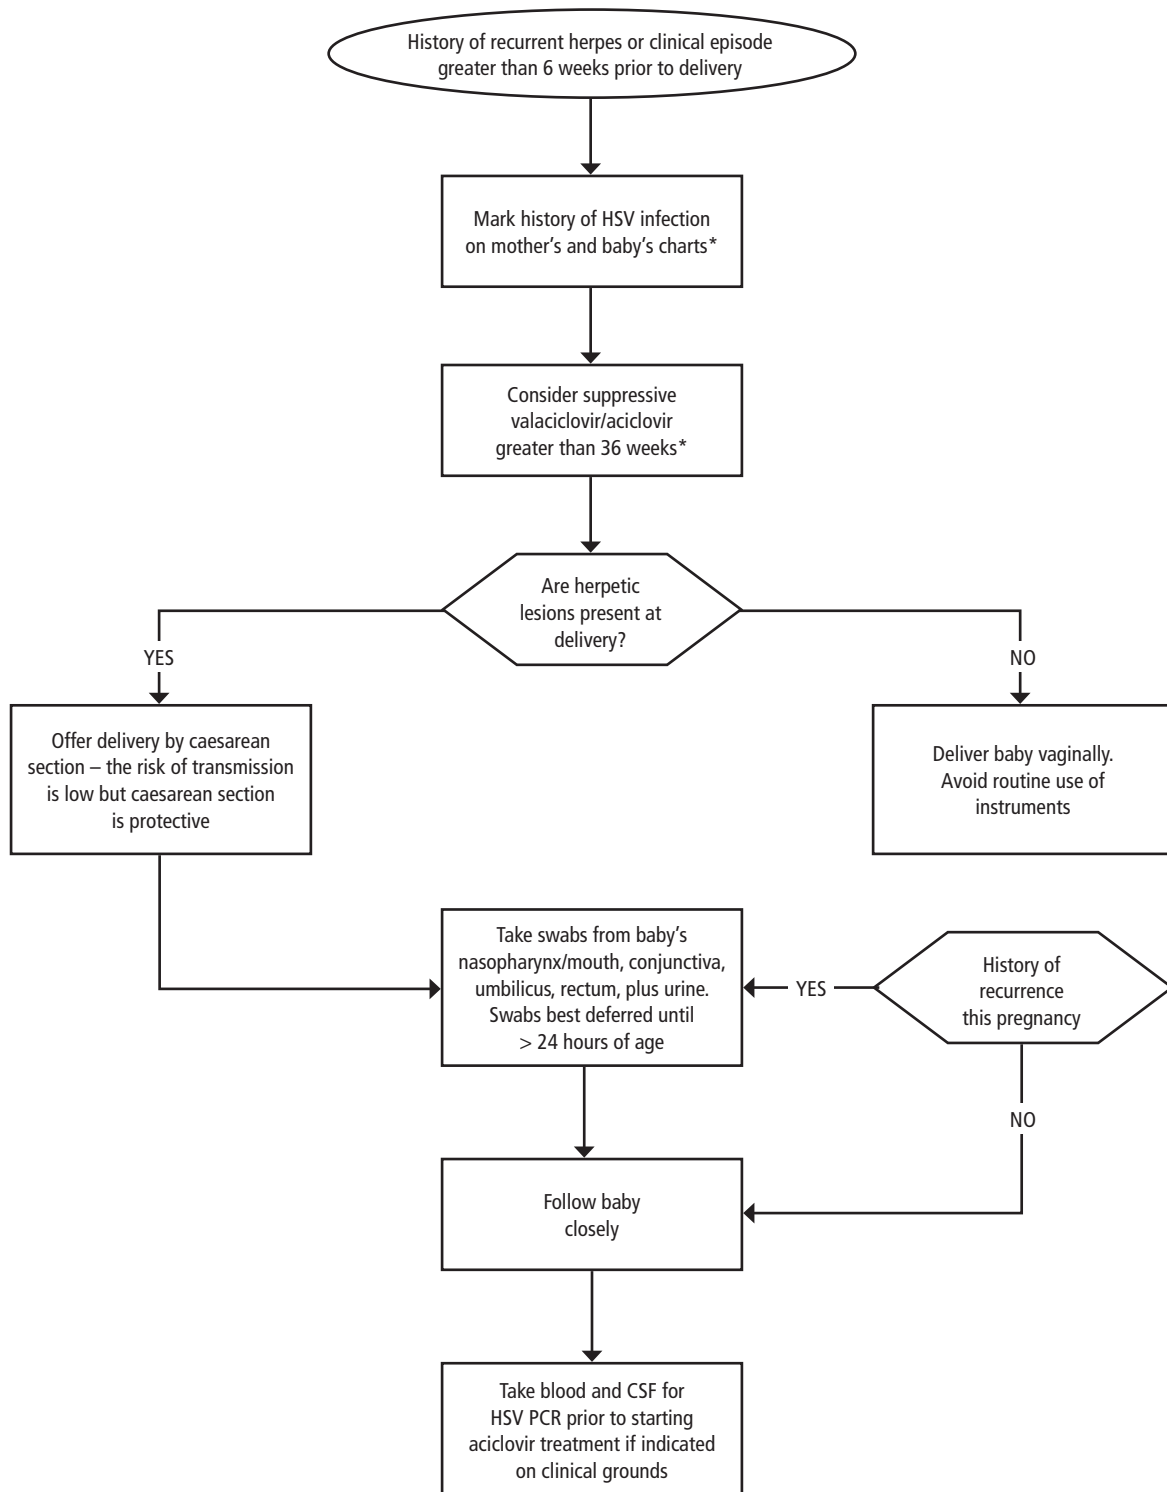 History of recurrent herpes or clinical episode
greater than 6 weeks prior to delivery
Mark history of HSV infection
on mother's and baby's charts*
Consider suppressive
valaciclovir/aciclovir
greater than 36 weeks*
Are herpetic
lesions present at
delivery?
YES
NO
Offer delivery by caesarean
section – the risk of transmission
is low but caesarean section
is protective
Deliver baby vaginally.
Avoid routine use of
instruments
Take swabs from baby's
nasopharynx/mouth, conjunctiva,
umbilicus, rectum, plus urine.
Swabs best deferred until
> 24 hours of age
YES
History of
recurrence
this pregnancy
NO
Follow baby
closely
Take blood and CSF for
HSV PCR prior to starting
aciclovir treatment if indicated
on clinical grounds